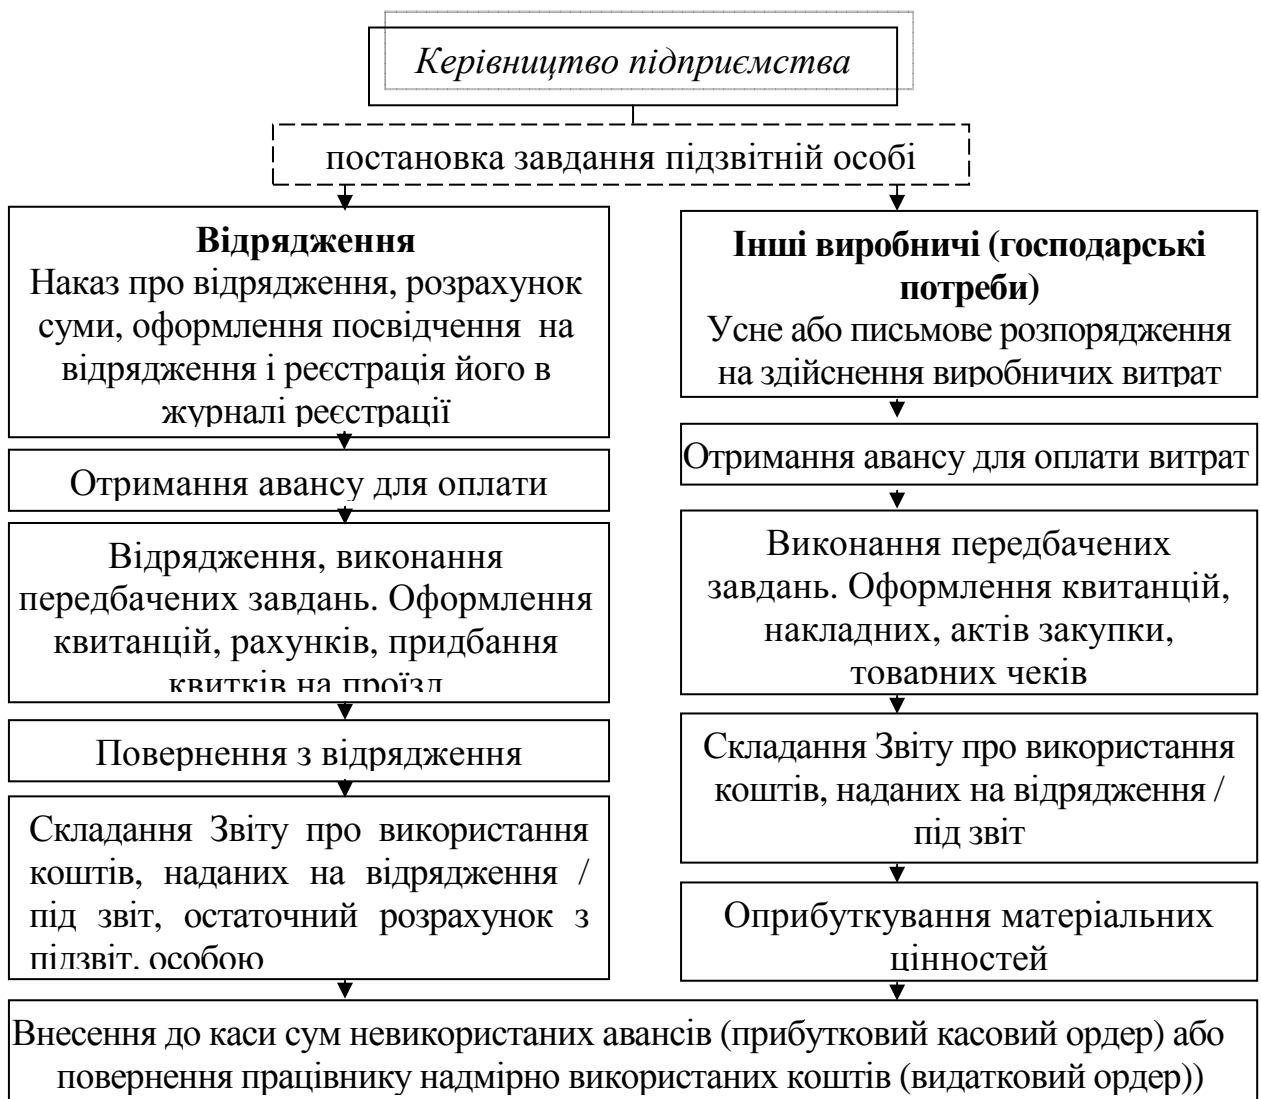 Керівництво підприємства
постановка завдання підзвітній особі
Відрядження
Наказ про відрядження, розрахунок
суми, оформлення посвідчення на
відрядження і реєстрація його в
журналі реєстрації
Отримання авансу для оплати
Відрядження, виконання
передбачених завдань. Оформлення
квитанцій, рахунків, придбання
квитків на проїзд
Повернення з відрядження
Складання Звіту про використання
коштів, наданих на відрядження /
під звіт, остаточний розрахунок з
підзвіт. особою
Інші виробничі (господарські
потреби)
Усне або письмове розпорядження
на здійснення виробничих витрат
Отримання авансу для оплати витрат
Виконання передбачених
завдань. Оформлення квитанцій,
накладних, актів закупки,
товарних чеків
Складання Звіту про використання
коштів, наданих на відрядження /
під звіт
Оприбуткування матеріальних
цінностей
Внесення до каси сум невикористаних авансів (прибутковий касовий ордер) або
повернення працівнику надмірно використаних коштів (видатковий ордер))